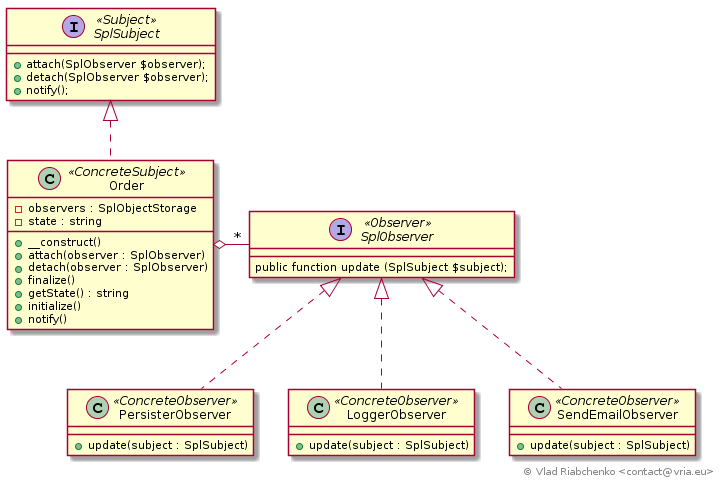 I
«Subject»
SplSubject
attach(SplObserver $observer);
detach(SplObserver $observer);
notify();
C
«ConcreteSubject»
Order
observers : SplObjectStorage
state : string
__construct()
attach(observer : SplObserver)
detach(observer : SplObserver)
finalize()
getState() : string
initialize()
notify()
*
I
«Observer»
SplObserver
public function update (SplSubject $subject);
C
«ConcreteObserver»
PersisterObserver
update(subject : SplSubject)
C
«ConcreteObserver»
LoggerObserver
update(subject : SplSubject)
C
«ConcreteObserver»
SendEmailObserver
update(subject : SplSubject)
© Vlad Riabchenko <contact@vria.eu>